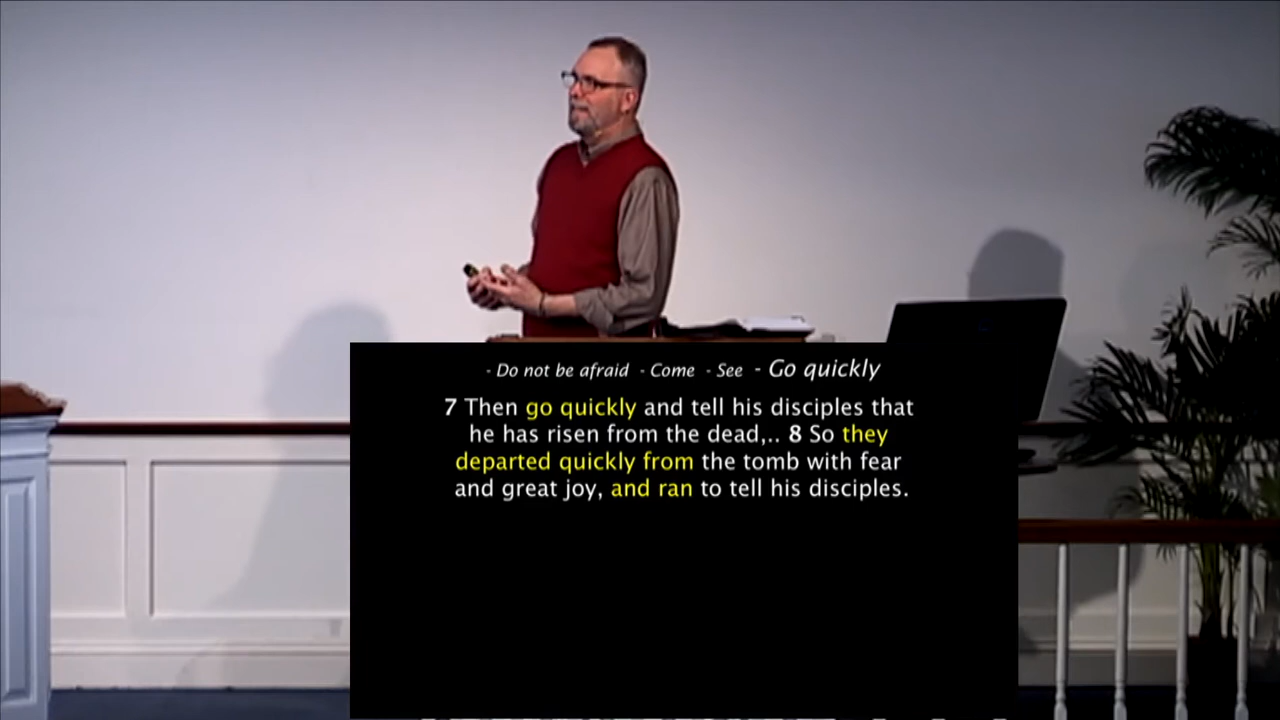 - Do not be afraid - Come - See - Go quickly
7 Then go quickly and tell his disciples that
he has risen from the dead,.. 8 So they
departed quickly from the tomb with fear
and great joy, and ran to tell his disciples.